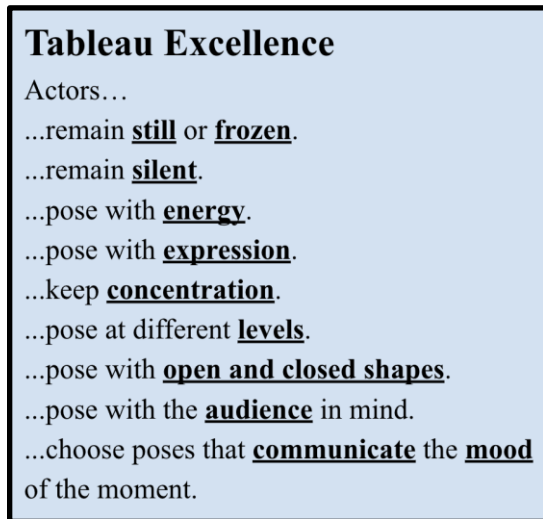 Tableau Excellence
Actors…
...remain still or frozen.
...remain silent.
...pose with energy.
...pose with expression.
...keep concentration.
...pose at different levels.
...pose with open and closed shapes.
...pose with the audience in mind.
...choose poses that communicate the mood
of the moment.